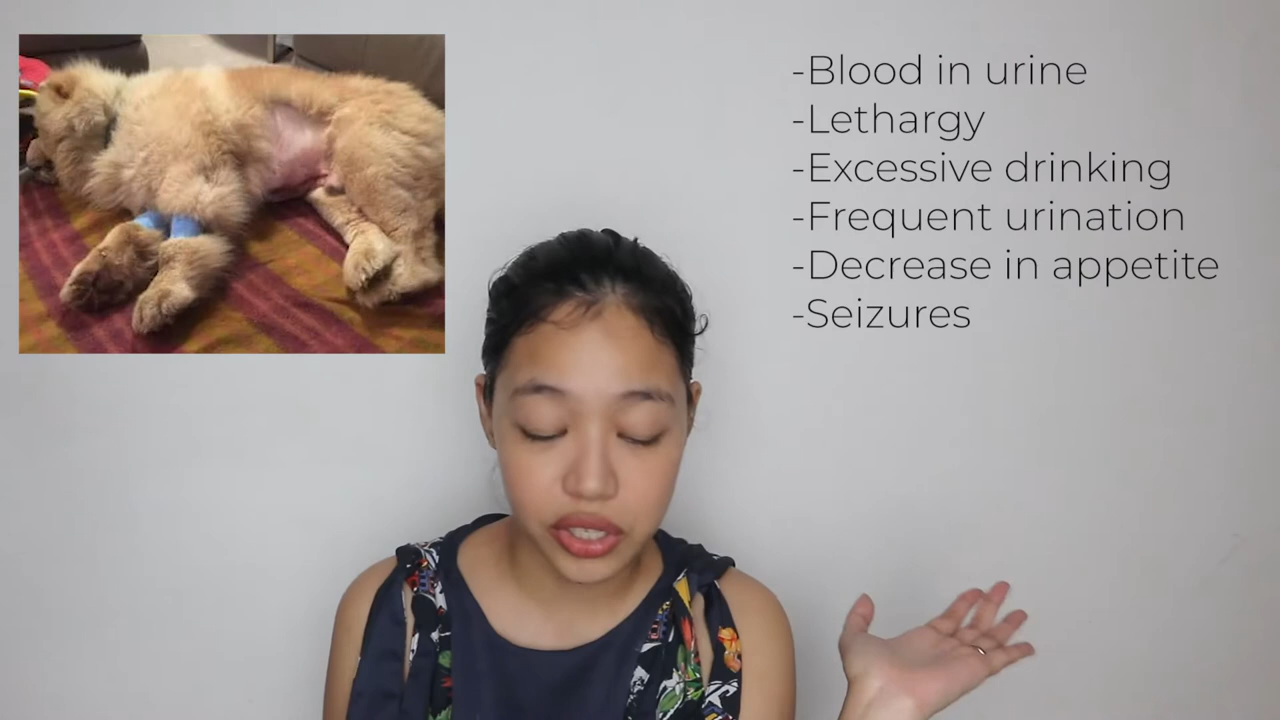 -Blood in urine
-Lethargy
-Excessive drinking
-Frequent urination
-Decrease in appetite
-Seizures